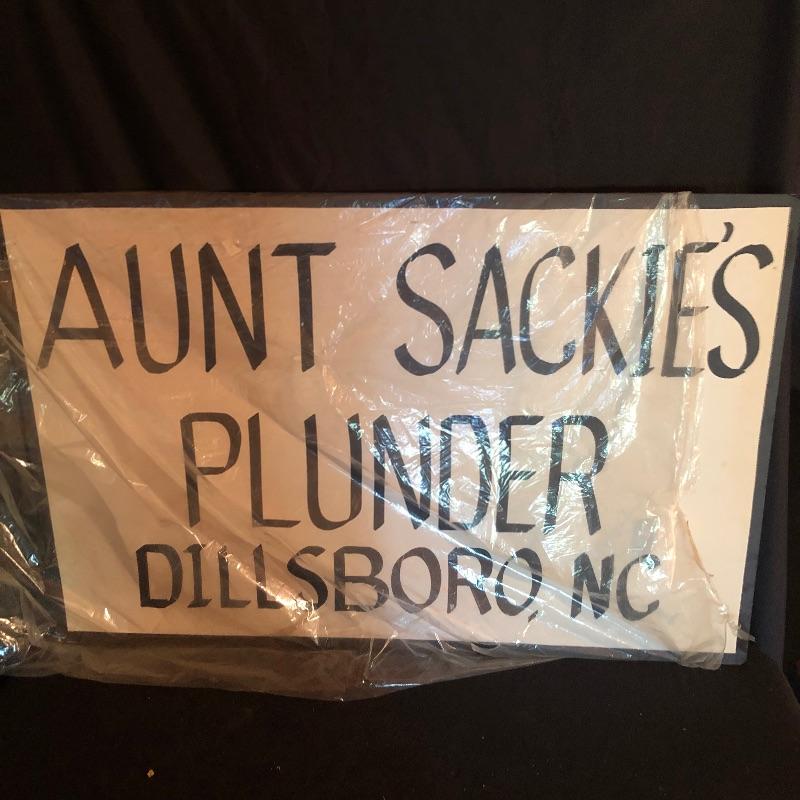 AUNT SACKIE'S
PLUNDER
DILLSBORO, NC